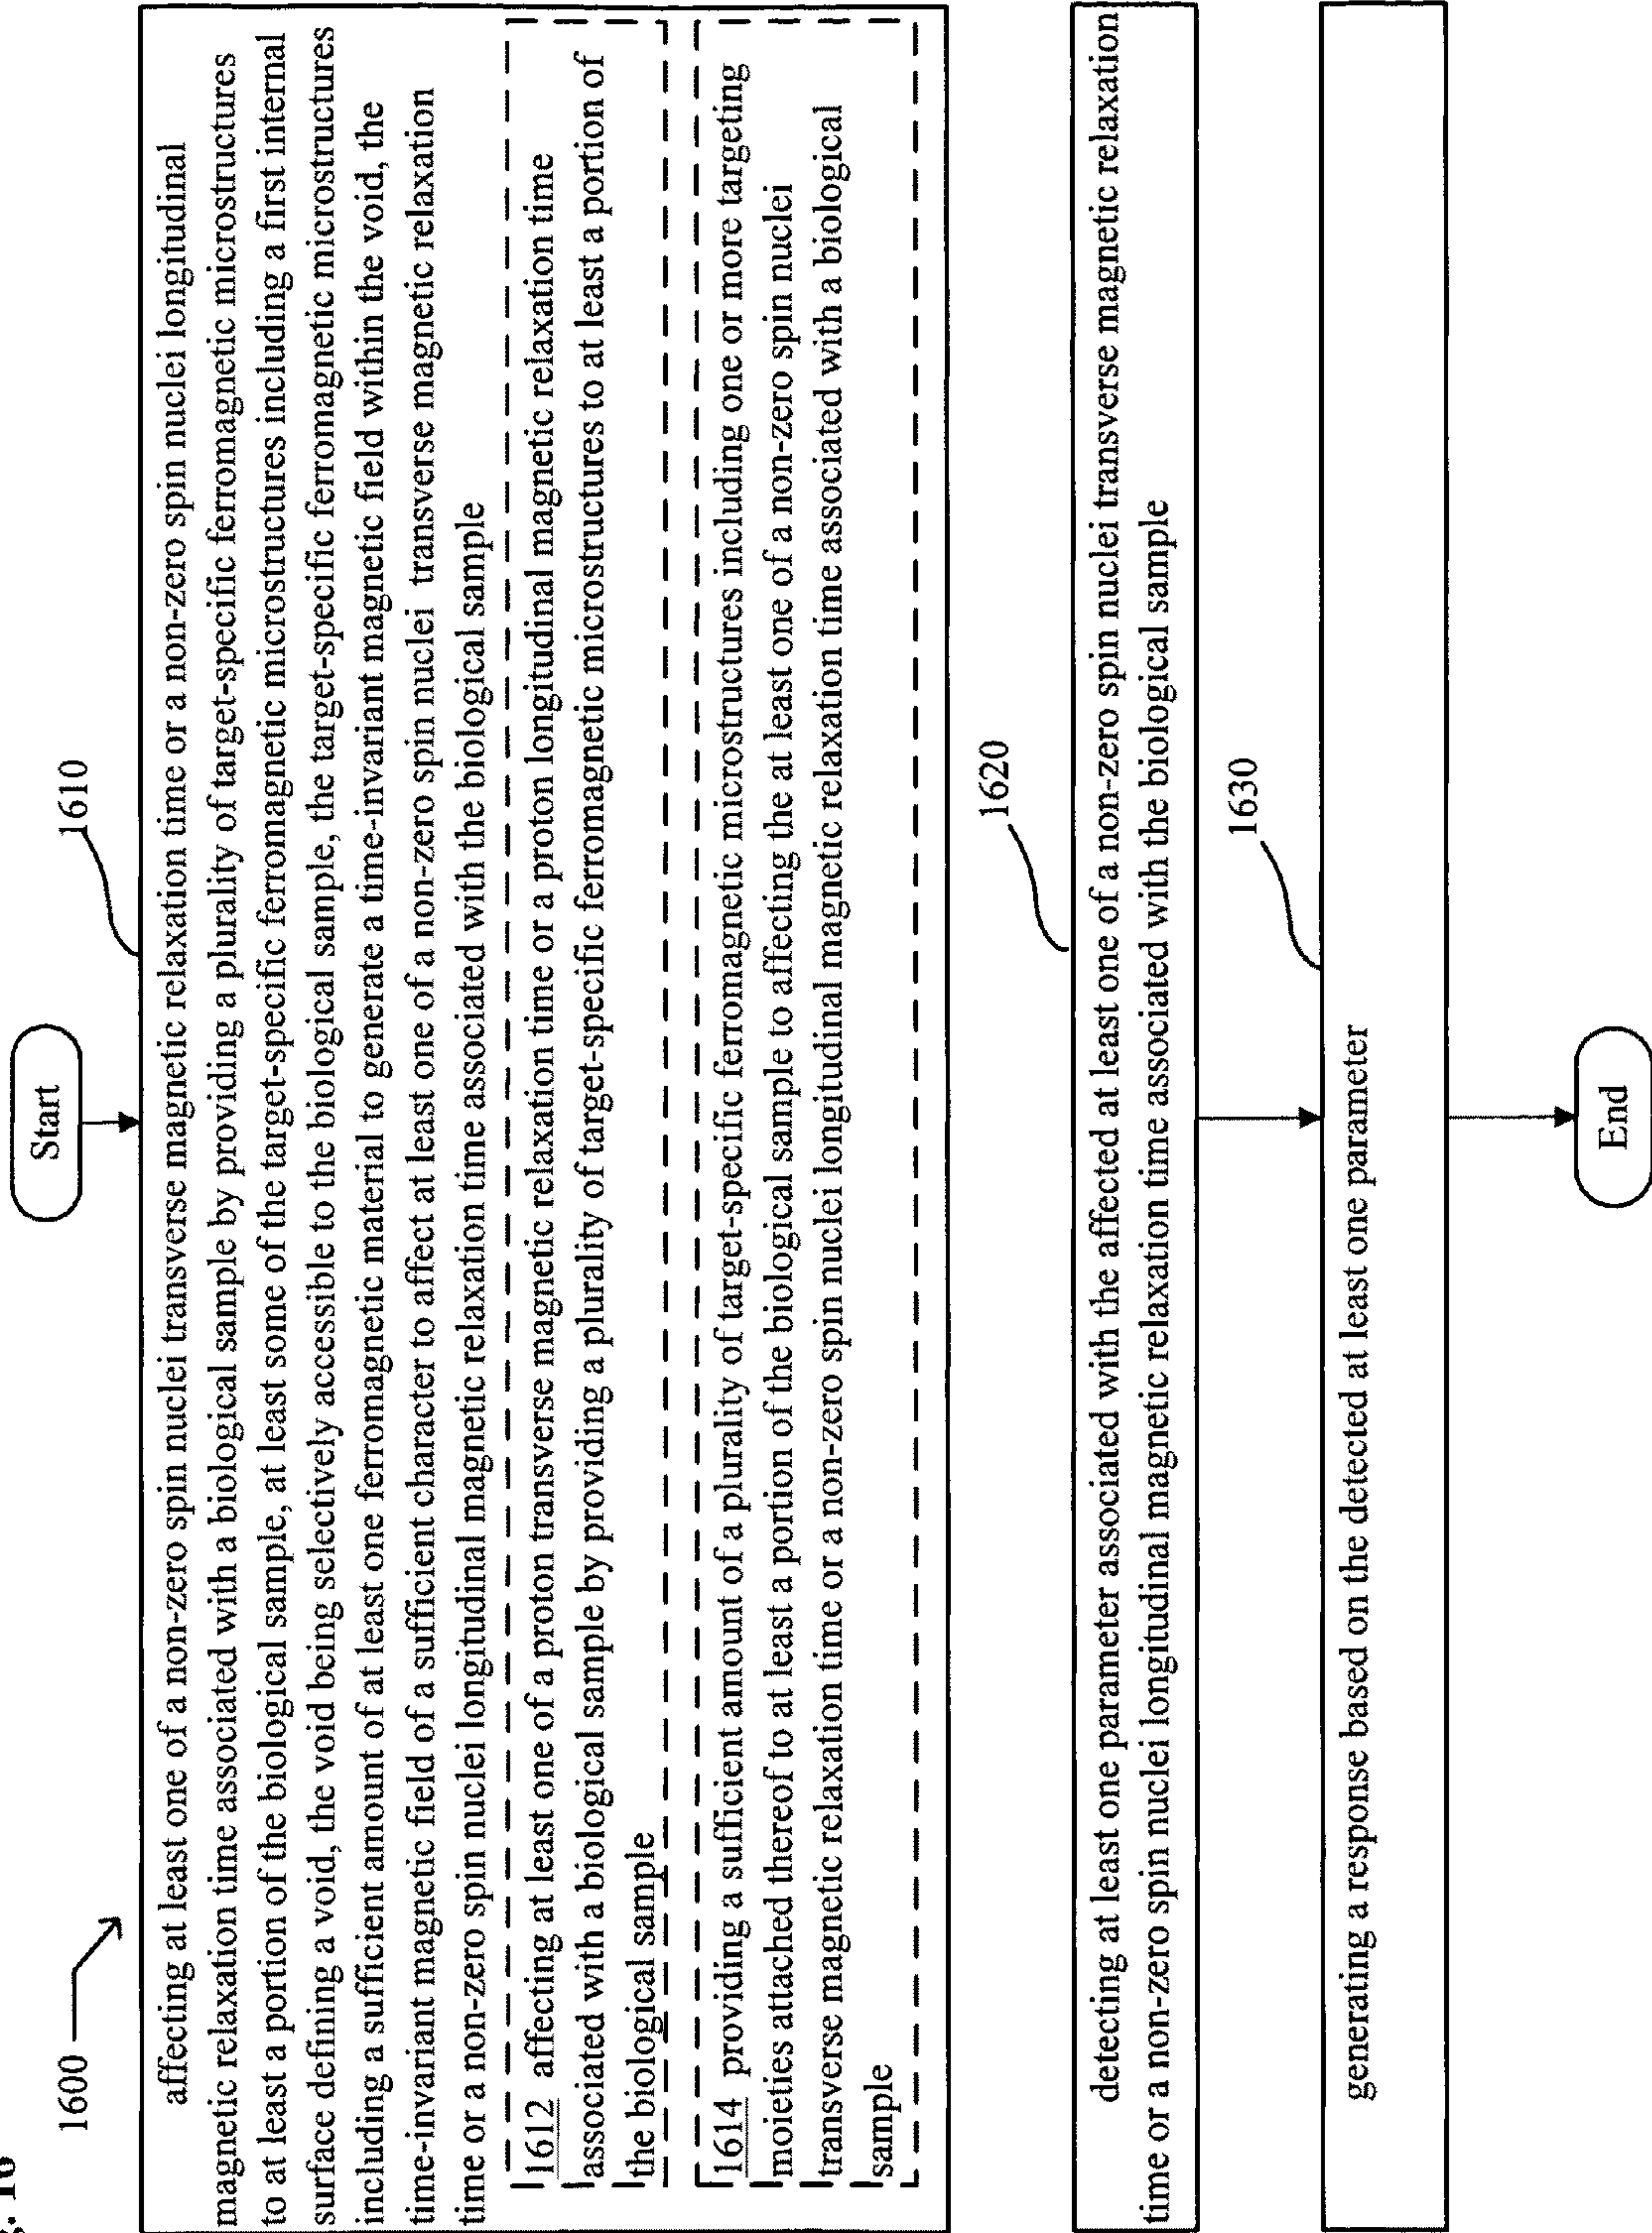 g. 16
1600
Start
1610
affecting at least one of a non-zero spin nuclei transverse magnetic relaxation time or a non-zero spin nuclei longitudinal
magnetic relaxation time associated with a biological sample by providing a plurality of target-specific ferromagnetic microstructures
to at least a portion of the biological sample, at least some of the target-specific ferromagnetic microstructures including a first internal
surface defining a void, the void being selectively accessible to the biological sample, the target-specific ferromagnetic microstructures
including a sufficient amount of at least one ferromagnetic material to generate a time-invariant magnetic field within the void, the
time-invariant magnetic field of a sufficient character to affect at least one of a non-zero spin nuclei transverse magnetic relaxation
time or a non-zero spin nuclei longitudinal magnetic relaxation time associated with the biological sample
1612 affecting at least one of a proton transverse magnetic relaxation time or a proton longitudinal magnetic relaxation time
associated with a biological sample by providing a plurality of target-specific ferromagnetic microstructures to at least a portion of
the biological sample
1614 providing a sufficient amount of a plurality of target-specific ferromagnetic microstructures including one or more targeting
moieties attached thereof to at least a portion of the biological sample to affecting the at least one of a non-zero spin nuclei
transverse magnetic relaxation time or a non-zero spin nuclei longitudinal magnetic relaxation time associated with a biological
sample
1620
detecting at least one parameter associated with the affected at least one of a non-zero spin nuclei transverse magnetic relaxation
time or a non-zero spin nuclei longitudinal magnetic relaxation time associated with the biological sample
1630
generating a response based on the detected at least one parameter
End